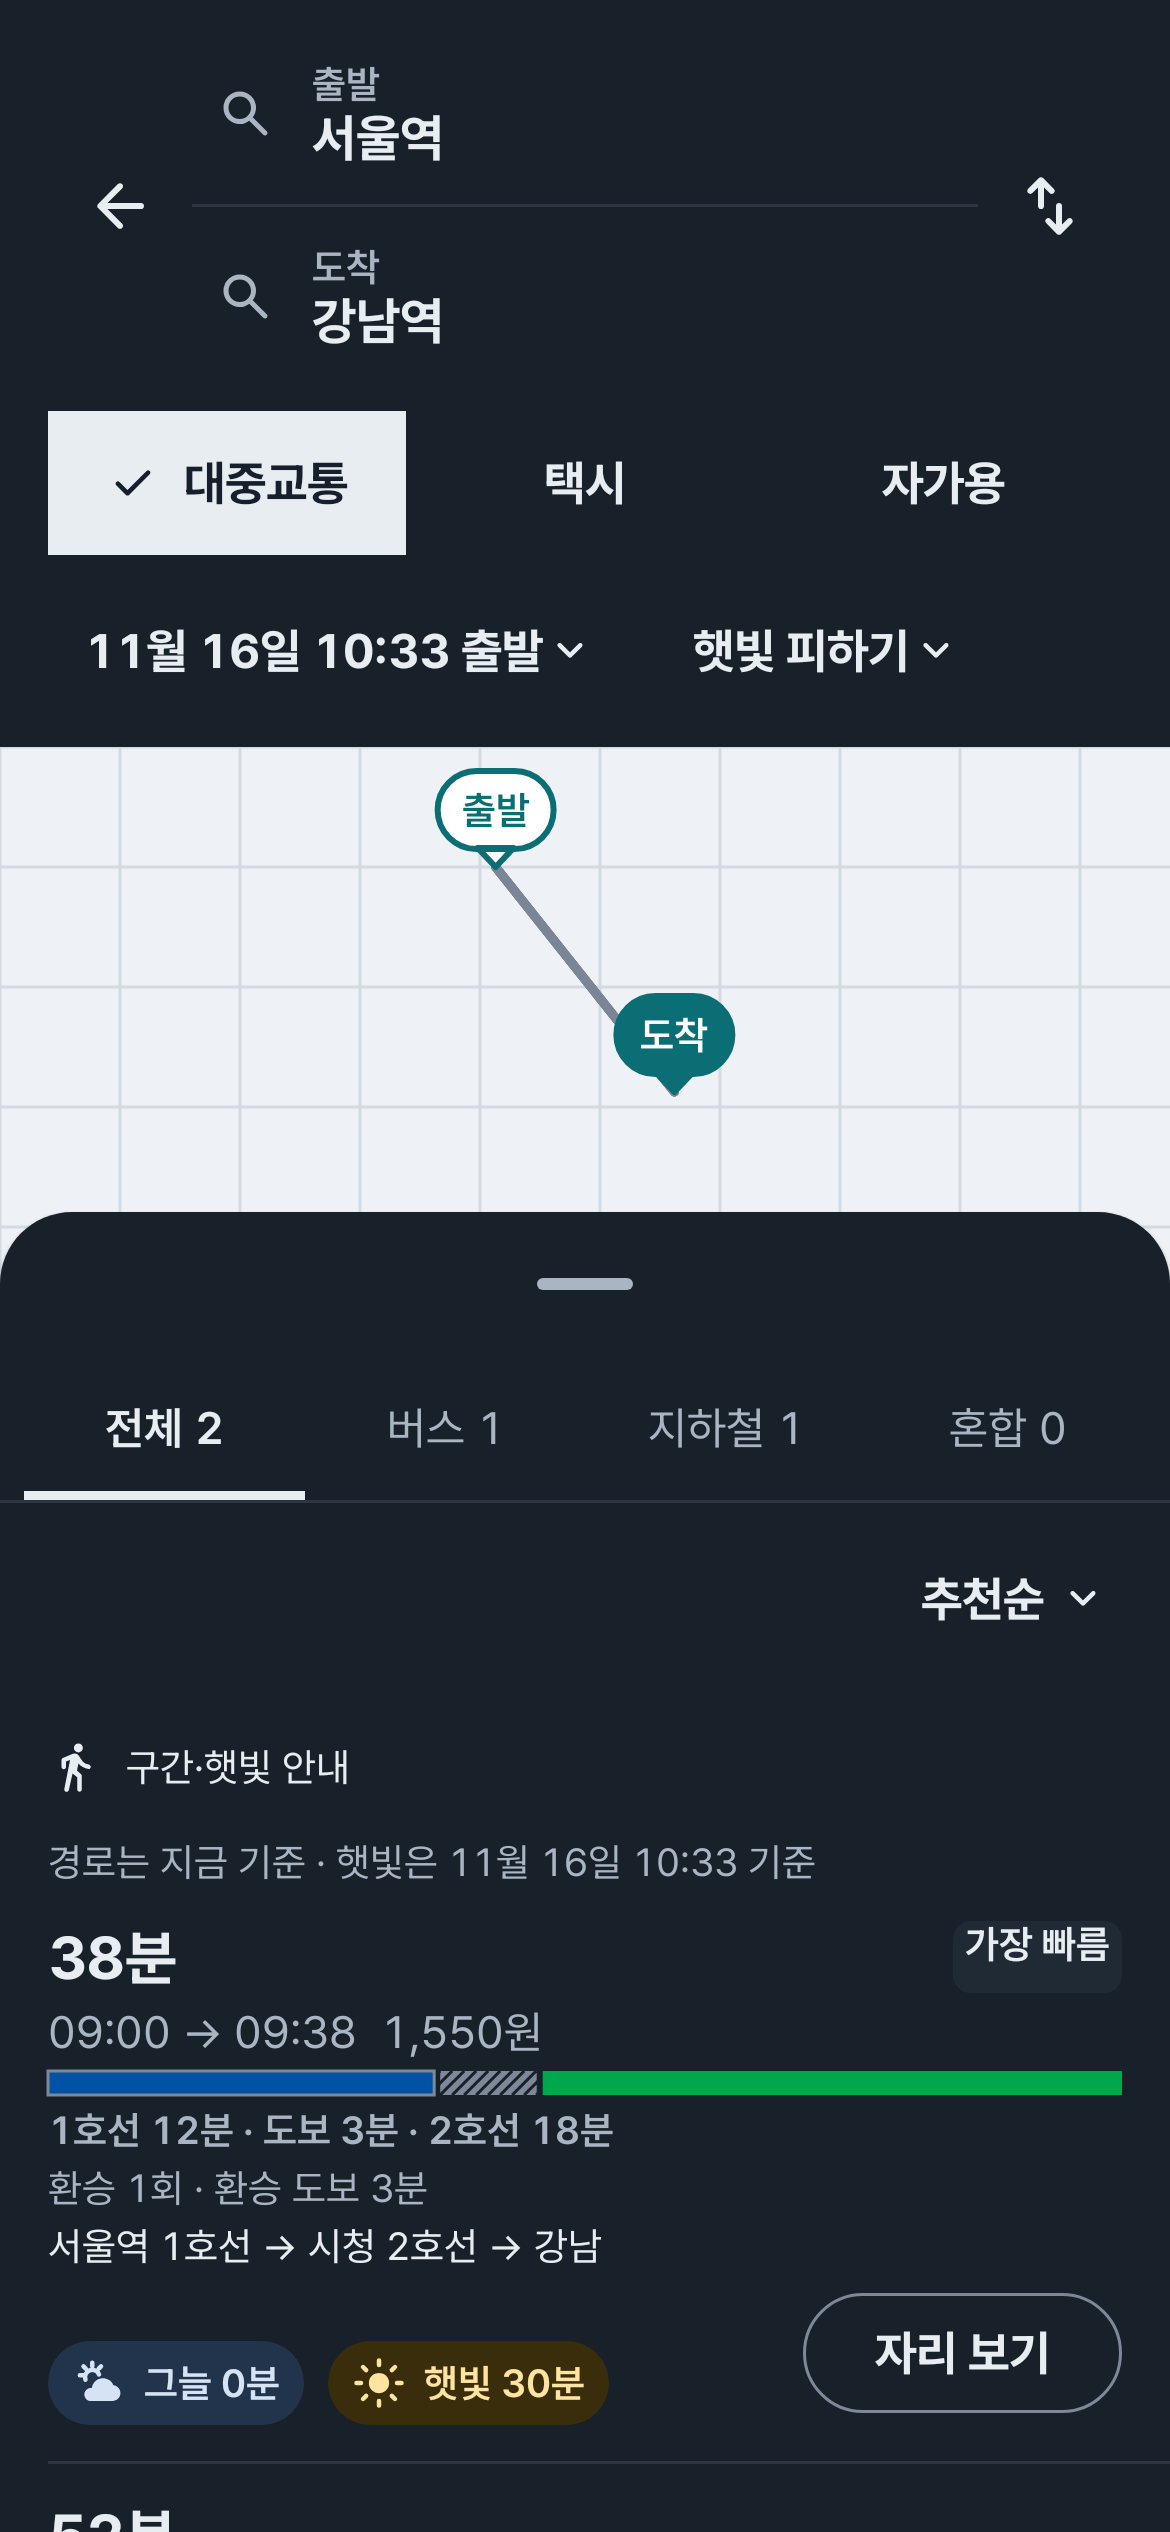 출발
서울역
도착
강남역
대중교통 택시 자가용
11월 16일 10:33 출발 햇빛 피하기
출발
도착
전체 2 버스 1 지하철 1 혼합 0
추천순
구간·햇빛 안내
경로는 지금 기준 · 햇빛은 11월 16일 10:33 기준
38분 가장 빠름
09:00 → 09:38 1,550원
1호선 12분 · 도보 3분 · 2호선 18분
환승 1회 · 환승 도보 3분
서울역 1호선 → 시청 2호선 → 강남
자리 보기
그늘 0분 햇빛 30분